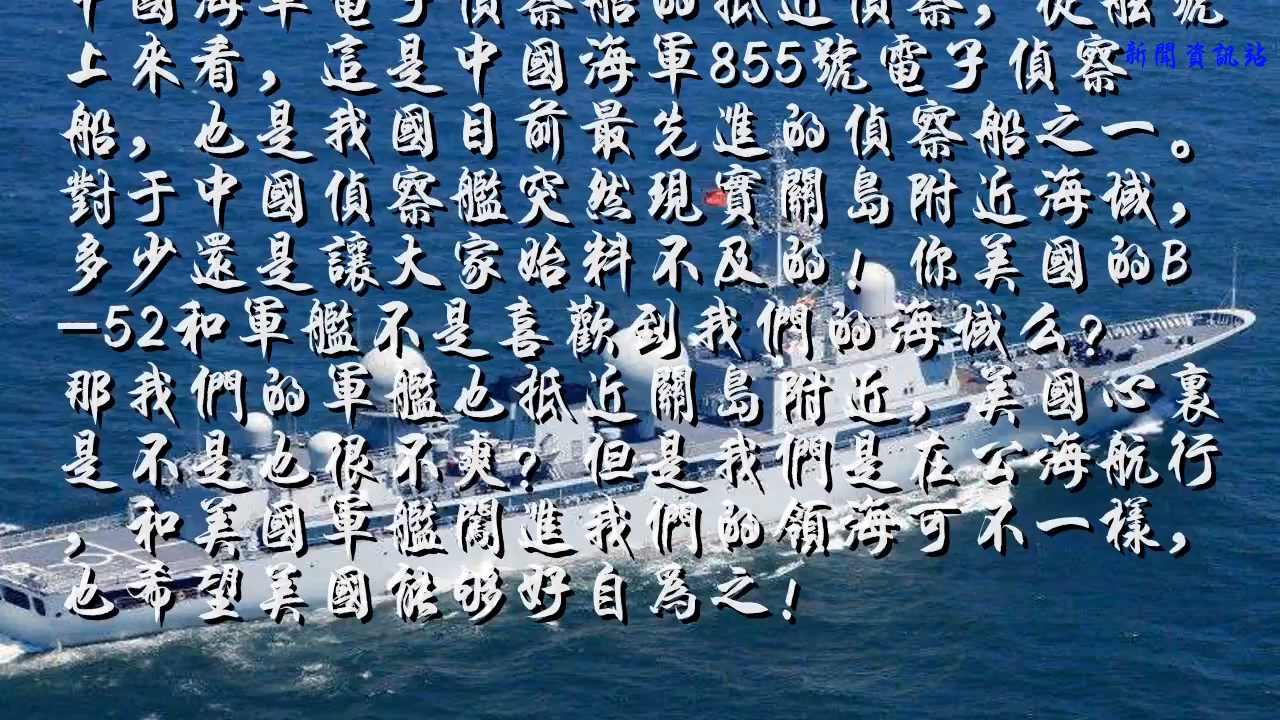 中國海軍電子偵察船的抵近偵察，從舷號
上來看，這是中國海軍855號電子偵察
新聞資訊站
船，也是我國目前最先進的偵察船之一。
對于中國偵察艦突然現實關島附近海域，
多少還是讓大家始料不及的！你美國的B
-52和軍艦不是喜歡到我們的海域么？
那我們的軍艦也抵近關島附近，美國心裏
是不是也很不爽？但是我們是在公海航行
，和美國軍艦闖進我們的領海可不一樣，
也希望美國能够好自為之！